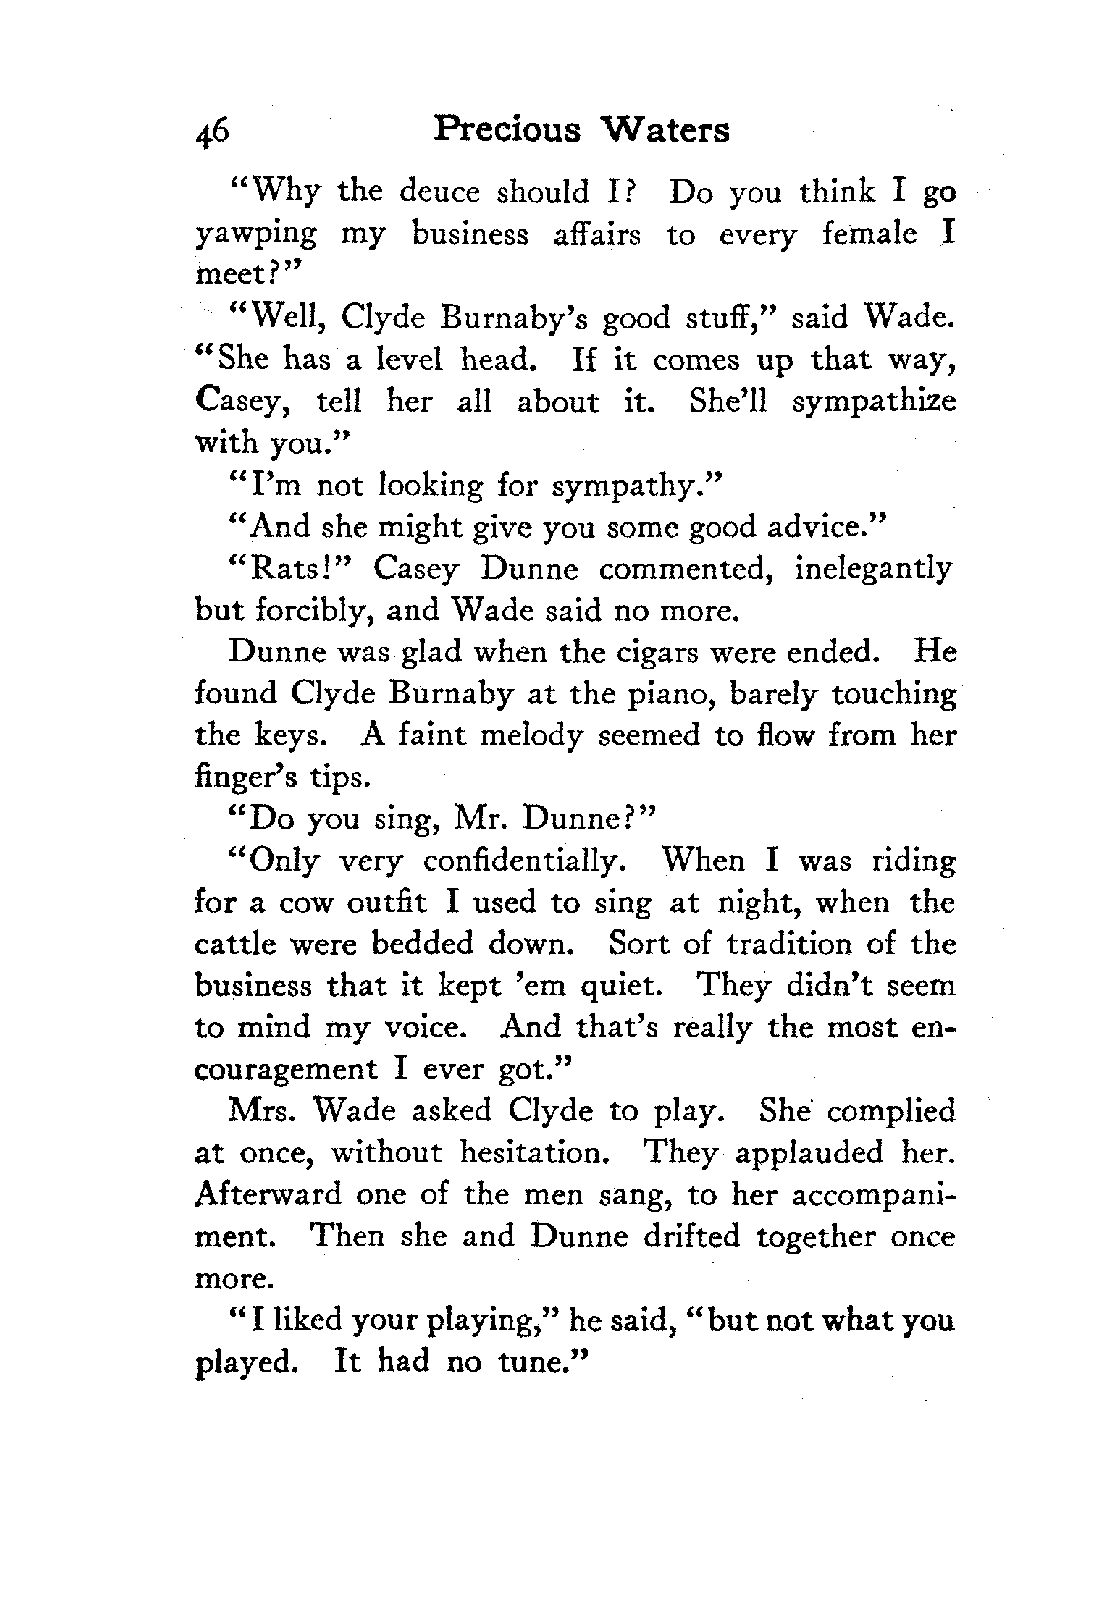 46 Precious Waters
“Why the deuce should I? Do you think I go
yawping my business affairs to every female I
meet?”
“Well, Clyde Burnaby’s good stuff,” said Wade.
“She has a level head. If it comes up that way,
Casey, tell her all about it. She’ll sympathize
with you.”
“I’m not looking for sympathy.”
“And she might give you some good advice.”
“Rats!” Casey Dunne commented, inelegantly
but forcibly, and Wade said no more.
Dunne was glad when the cigars were ended. He
found Clyde Burnaby at the piano, barely touching
the keys. A faint melody seemed to flow from her
finger’s tips.
“Do you sing, Mr. Dunne?”
“Only very confidentially. When I was riding
for a cow outfit I used to sing at night, when the
cattle were bedded down. Sort of tradition of the
business that it kept ’em quiet. They didn’t seem
to mind my voice. And that’s really the most en-
couragement I ever got.”
Mrs. Wade asked Clyde to play. She complied
at once, without hesitation. They applauded her.
Afterward one of the men sang, to her accompani-
ment. Then she and Dunne drifted together once
more.
“I liked your playing,” he said, “but not what you
played. It had no tune.”